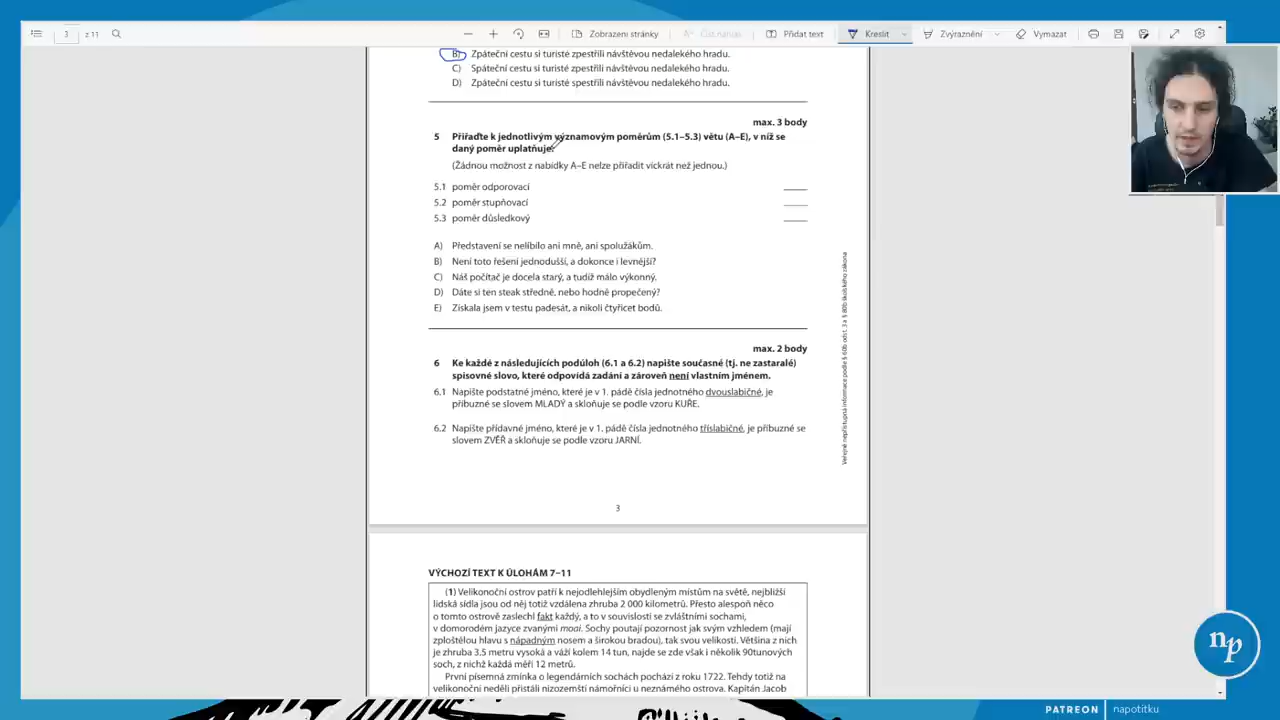 3 z 11
Zobrazení stránky
Číst nahlas
Přidat text
Kreslit
Zvýraznění
Vymazat
B) Zpáteční cestu si turisté zpestřili návštěvou nedalekého hradu.
C) Spáteční cestu si turisté zpestřili návštěvou nedalekého hradu.
D) Zpáteční cestu si turisté spestřili návštěvou nedalekého hradu.
max. 3 body
5 Přiřaďte k jednotlivým významovým poměrům (5.1–5.3) větu (A–E), v níž se
daný poměr uplatňuje:
(Žádnou možnost z nabídky A–E nelze přiřadit víckrát než jednou.)
5.1 poměr odporovací
5.2 poměr stupňovací
5.3 poměr důsledkový
A) Představení se nelíbilo ani mně, ani spolužákům.
B) Není toto řešení jednodušší, a dokonce i levnější?
C) Náš počítač je docela starý, a tudíž málo výkonný.
D) Dáte si ten steak středně, nebo hodně propečený?
E) Získala jsem v testu padesát, a nikoli čtyřicet bodů.
max. 2 body
6 Ke každé z následujících podúloh (6.1 a 6.2) napište současné (tj. ne zastaralé)
spisovné slovo, které odpovídá zadání a zároveň není vlastním jménem.
6.1 Napište podstatné jméno, které je v 1. pádě čísla jednotného dvouslabičné, je
příbuzné se slovem MLADÝ a skloňuje se podle vzoru KUŘE.
6.2 Napište přídavné jméno, které je v 1. pádě čísla jednotného tříslabičné, je příbuzné se
slovem ZVĚŘ a skloňuje se podle vzoru JARNÍ.
Veřejně nepřístupná informace podle § 60b odst. 3 a § 80b školského zákona
3
VÝCHOZÍ TEXT K ÚLOHÁM 7–11
(1) Velikonoční ostrov patří k nejodlehlejším obydleným místům na světě, nejbližší
lidská sídla jsou od něj totiž vzdálena zhruba 2 000 kilometrů. Přesto alespoň něco
o tomto ostrově zaslechl fakt každý, a to v souvislosti se zvláštními sochami,
v domorodém jazyce zvanými moai. Sochy poutají pozornost jak svým vzhledem (mají
zploštělou hlavu s nápadným nosem a širokou bradou), tak svou velikostí. Většina z nich
je zhruba 3,5 metru vysoká a váží kolem 14 tun, najde se zde však i několik 90tunových
soch, z nichž každá měří 12 metrů.
První písemná zmínka o legendárních sochách pochází z roku 1722. Tehdy totiž na
velikonoční neděli přistáli nizozemští námořníci u neznámého ostrova. Kapitán Jacob
np
PATREON | napotitku